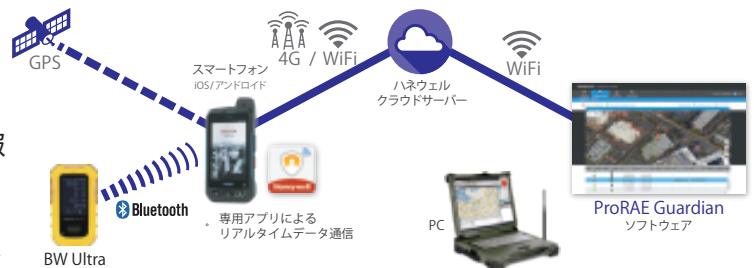 GPS
スマートフォン
iOS/アンドロイド
4G / WiFi
ハネウェル
クラウドサーバー
WiFi
報
Bluetooth
専用アプリによる
リアルタイムデータ通信
BW Ultra
PC
ProRAE Guardian
ソフトウェア